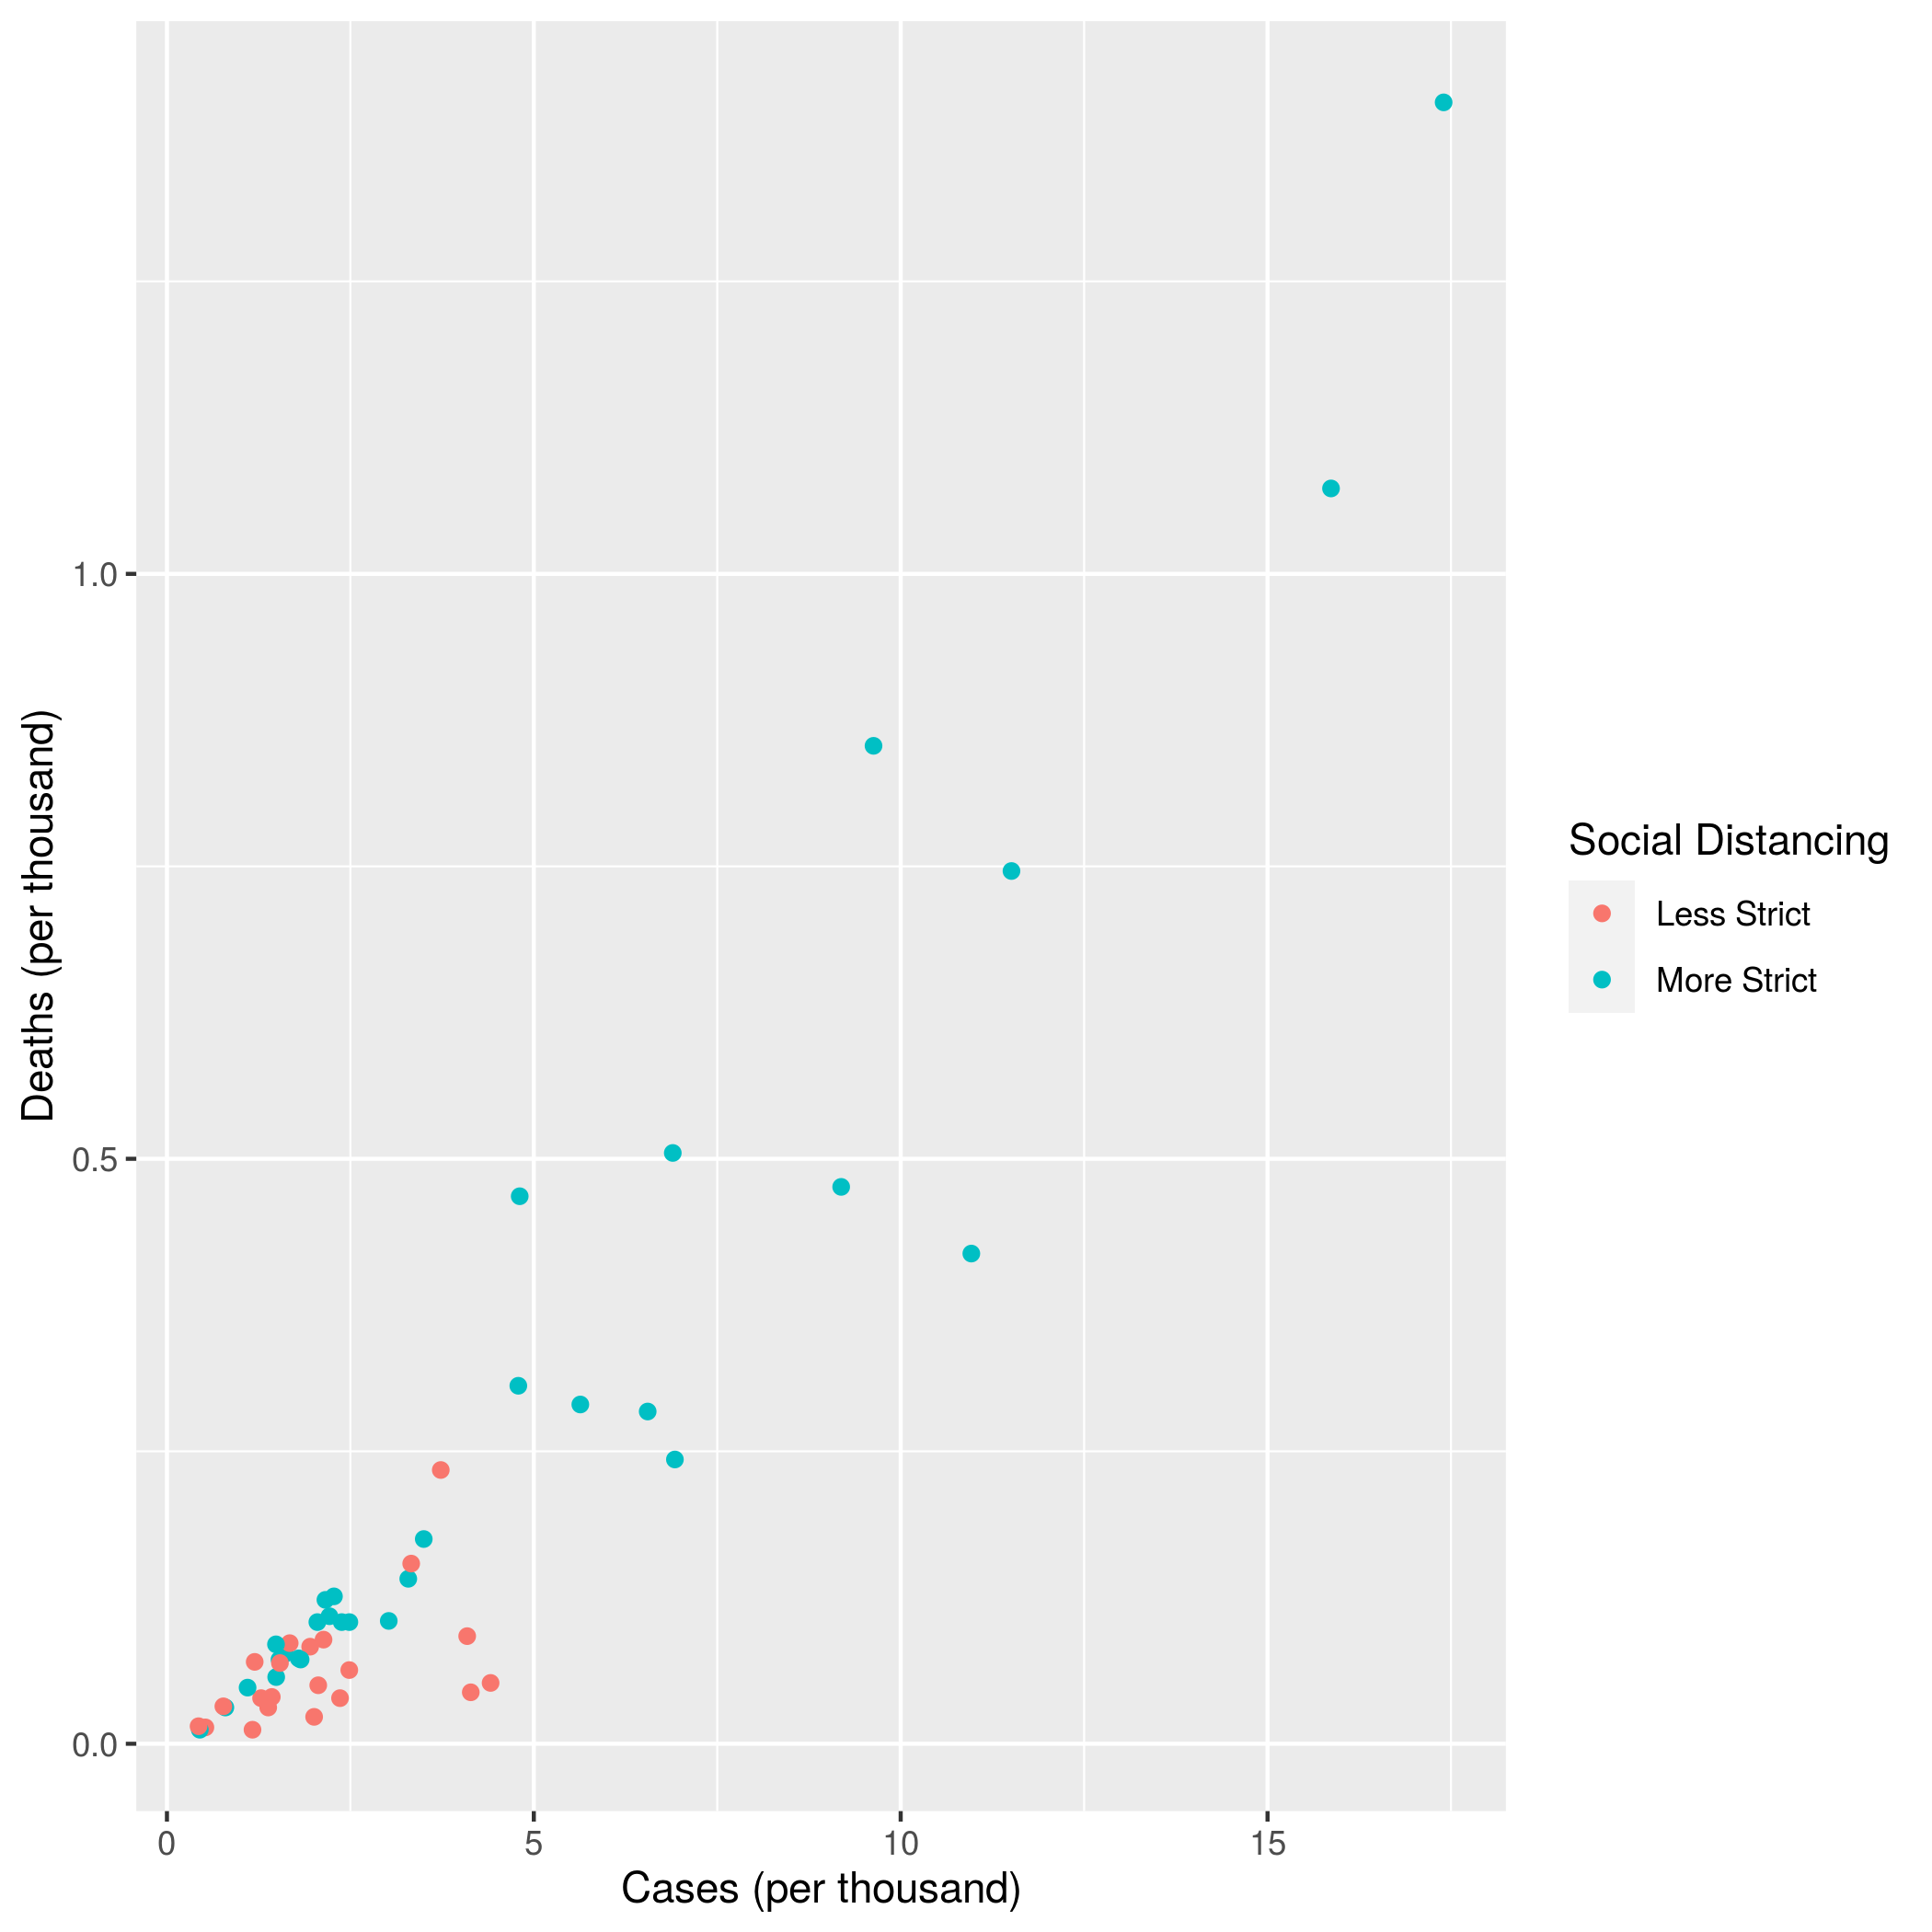 Deaths (per thousand)
1.0
0.5
0.0
0 5 10 15
Cases (per thousand)
Social Distancing
Less Strict
More Strict